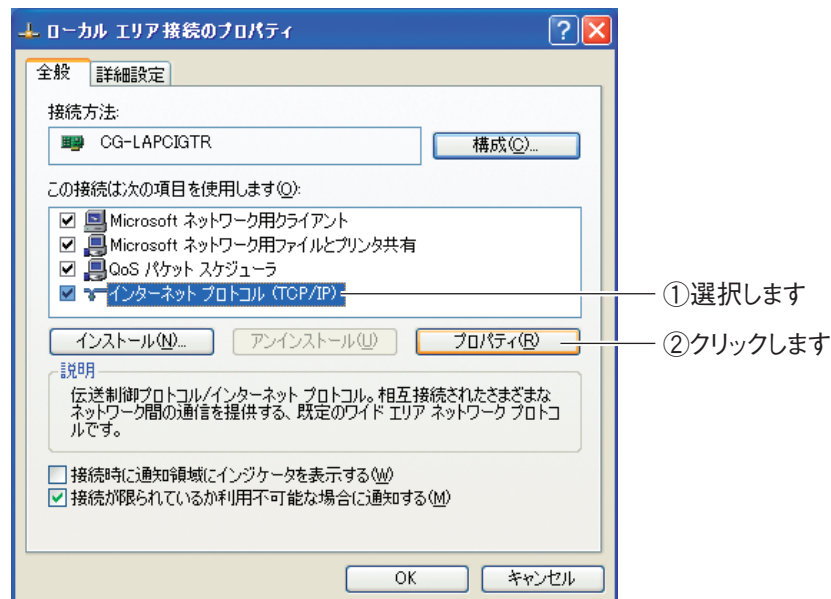 ローカル エリア接続のプロパティ
全般
詳細設定
接続方法:
CG-LAPCIGTR
構成(C)...
この接続は次の項目を使用します(O):
Microsoft ネットワーク用クライアント
Microsoft ネットワーク用ファイルとプリンタ共有
QoS パケット スケジューラ
インターネット プロトコル (TCP/IP)
①選択します
インストール(N)...
アンインストール(U)
プロパティ(R)
②クリックします
説明
伝送制御プロトコル/インターネット プロトコル。相互接続されたさまざまな
ネットワーク間の通信を提供する、既定のワイド エリア ネットワーク プロトコ
ルです。
接続時に通知領域にインジケータを表示する(W)
接続が限られているか利用不可能な場合に通知する(M)
OK
キャンセル